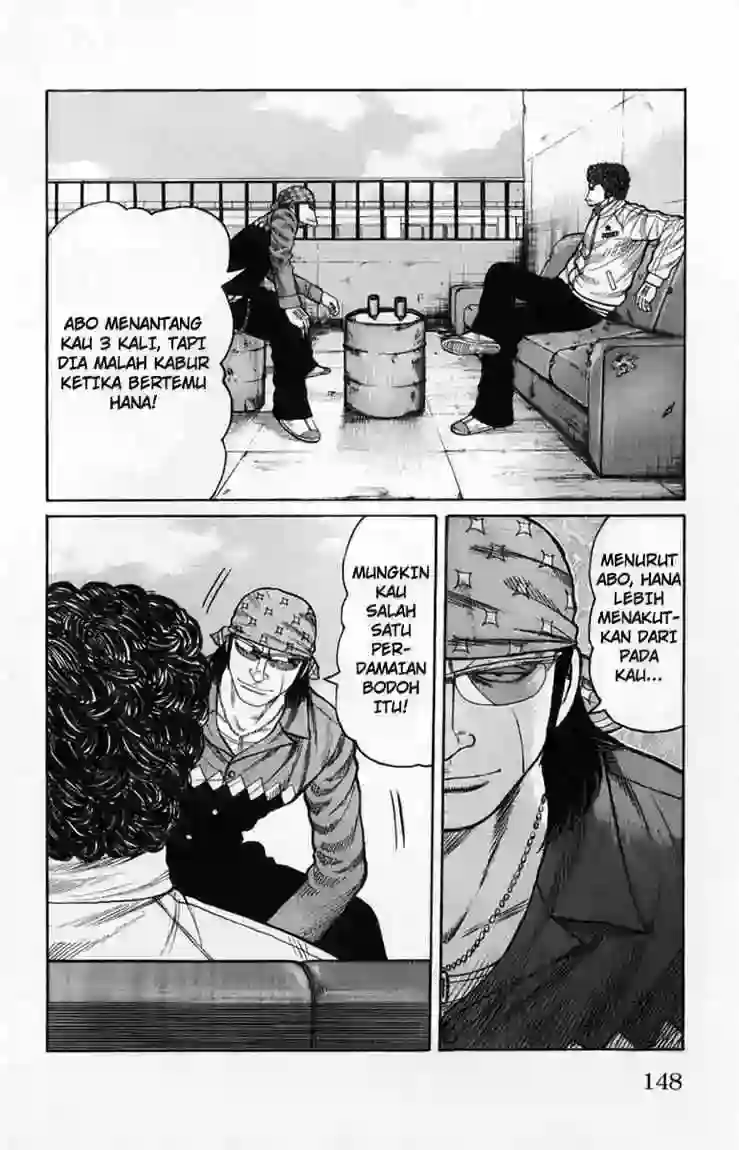 ABO MENANTANG
KAU 3 KALI, TAPI
DIA MALAH KABUR
KETIKA BERTEMU
HANA!
MENURUT
ABO, HANA
LEBIH
MENAKUT-
KAN DARI
PADA
KAU...
MUNGKIN
KAU
SALAH
SATU
PER-
DAMAIAN
BODOH
ITU!
148